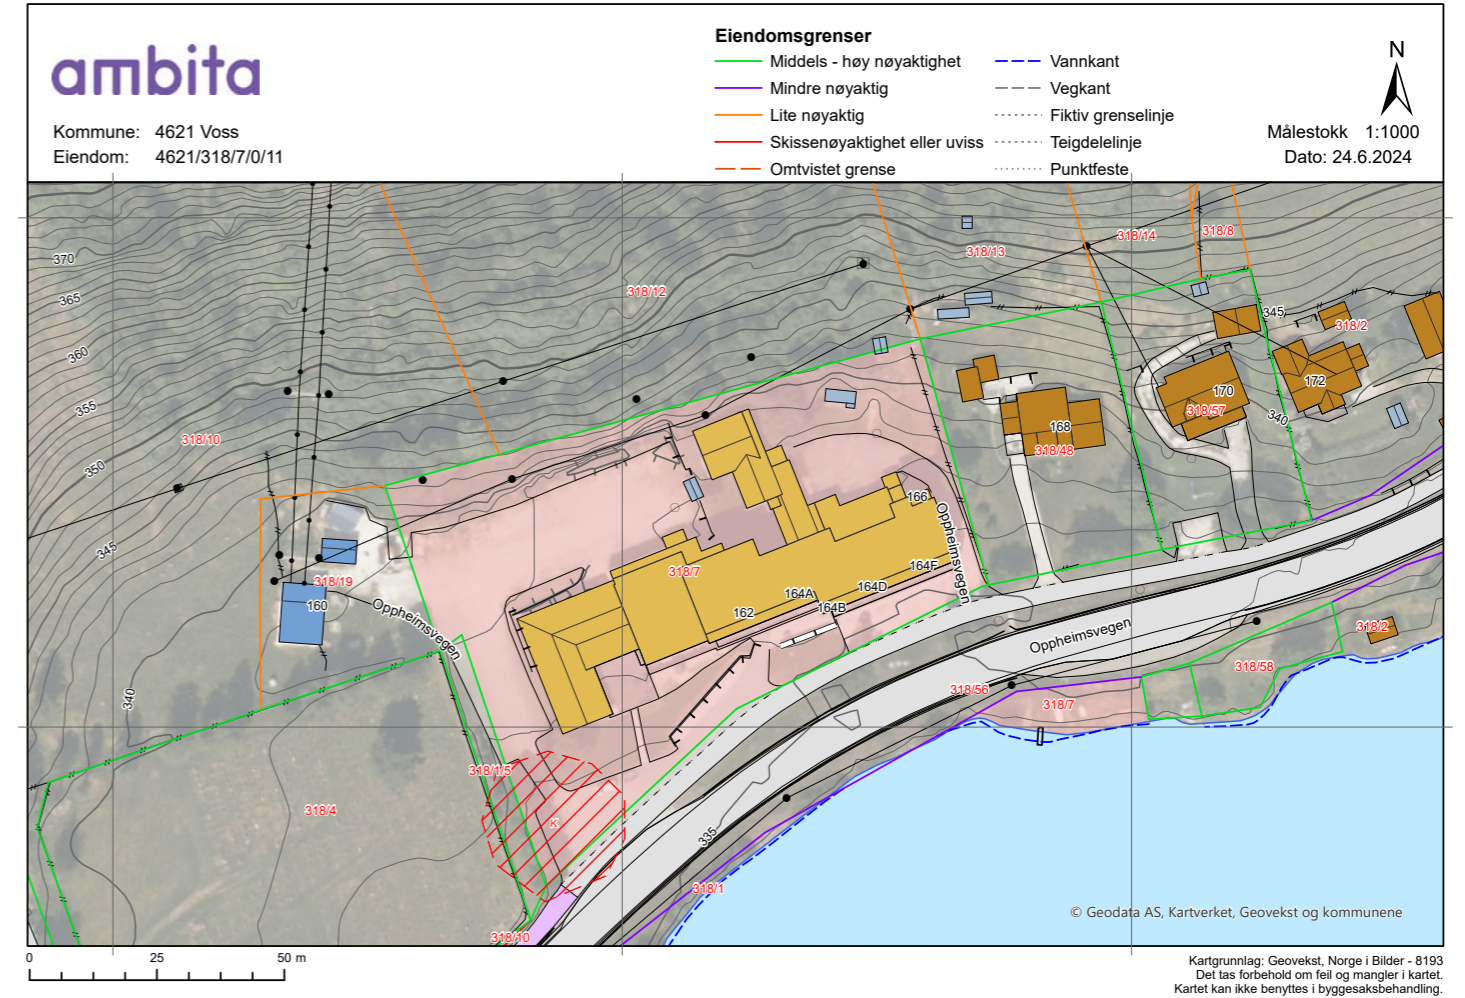 ambita
Kommune: 4621 Voss
Eiendom: 4621/318/7/0/11
Eiendomsgrenser
Middels - høy nøyaktighet
Mindre nøyaktig
Lite nøyaktig
Skissenøyaktighet eller uviss
Omtvistet grense
Vannkant
Vegkant
Fiktiv grenselinje
Teigdelelinje
Punktfeste
N
Målestokk 1:1000
Dato: 24.6.2024
318/14
318/8
318/13
370
318/12
365
345
318/2
360
172
355
170
318/57
340
168
318/10
318/48
350
166
Oppheimsvegen
345
164F
318/7
318/19
164D
164A
160
164B
162
Oppheimsvegen
318/2
Oppheimsvegen
318/58
318/56
340
318/7
318/1/5
318/4
K
335
318/1
© Geodata AS, Kartverket, Geovekst og kommunene
318/10
0 25 50 m
Kartgrunnlag: Geovekst, Norge i Bilder - 8193
Det tas forbehold om feil og mangler i kartet.
Kartet kan ikke benyttes i byggesaksbehandling.